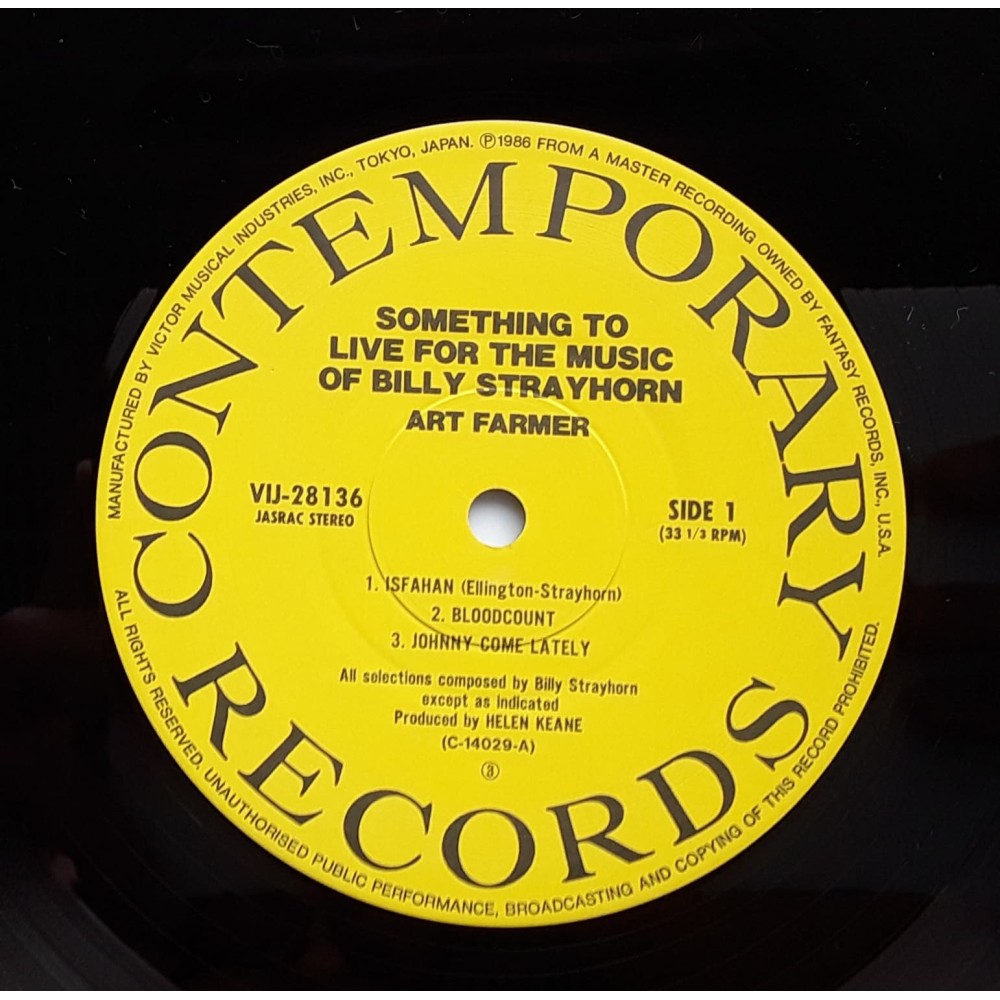 MANUFACTURED BY VICTOR MUSICAL INDUSTRIES, INC., TOKYO, JAPAN. Ⓟ1986 FROM A MASTER RECORDING OWNED BY FANTASY RECORDS, INC., U.S.A.
CONTEMPORARY
SOMETHING TO
LIVE FOR THE MUSIC
OF BILLY STRAYHORN
ART FARMER
VIJ-28136
JASRAC STEREO
SIDE 1
(33 1/3 RPM)
1. ISFAHAN (Ellington-Strayhorn)
2. BLOODCOUNT
3. JOHNNY COME LATELY
All selections composed by Billy Strayhorn
except as indicated
Produced by HELEN KEANE
(C-14029-A)
③
RECORDS
ALL RIGHTS RESERVED. UNAUTHORISED PUBLIC PERFORMANCE, BROADCASTING AND COPYING OF THIS RECORD PROHIBITED.